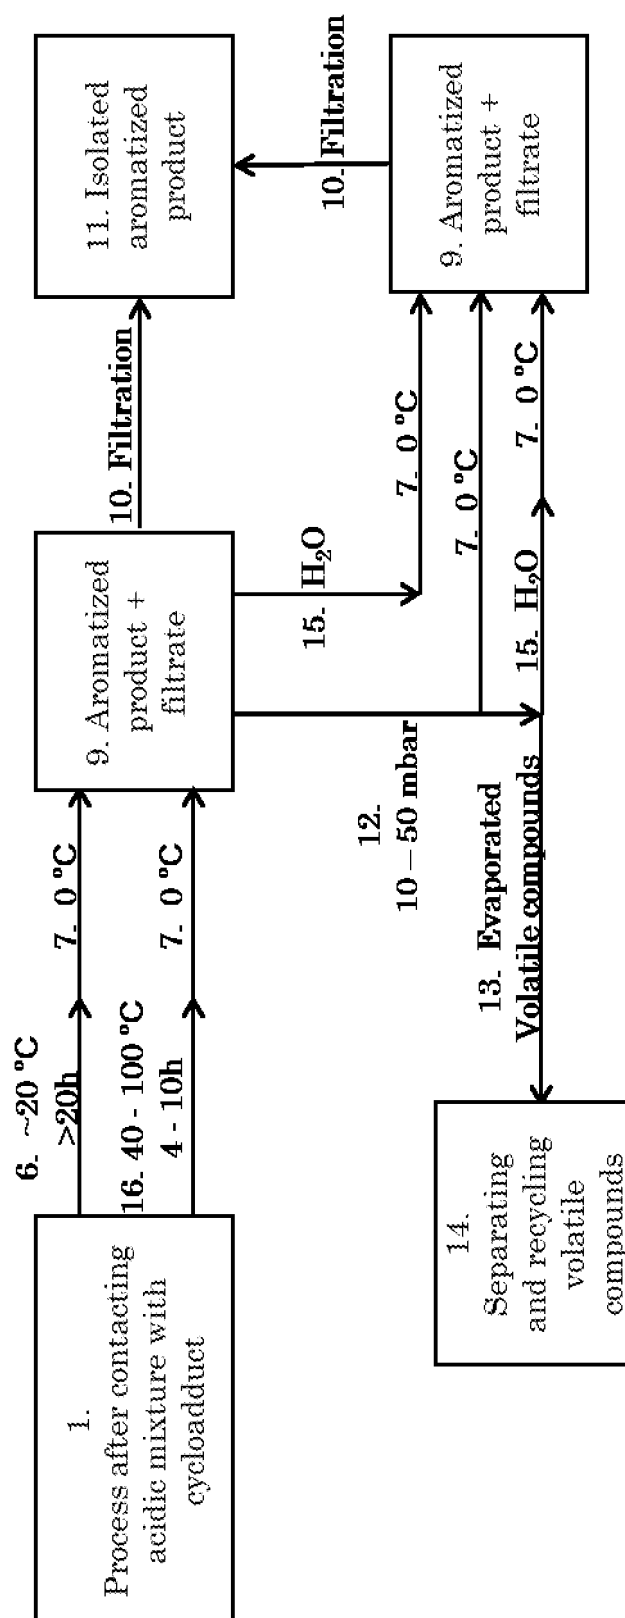 1.
Process after contacting
acidic mixture with
cycloadduct
6. ~20 °C
>20h
7. 0 °C
16. 40 - 100 °C
4 - 10h
7. 0 °C
9. Aromatized
product +
filtrate
10. Filtration
11. Isolated
aromatized
product
15. H₂O
7. 0 °C
12.
10–50 mbar
7. 0 °C
13. Evaporated
Volatile compounds
15. H₂O
7. 0 °C
9. Aromatized
product +
filtrate
10. Filtration
14.
Separating
and recycling
volatile
compounds